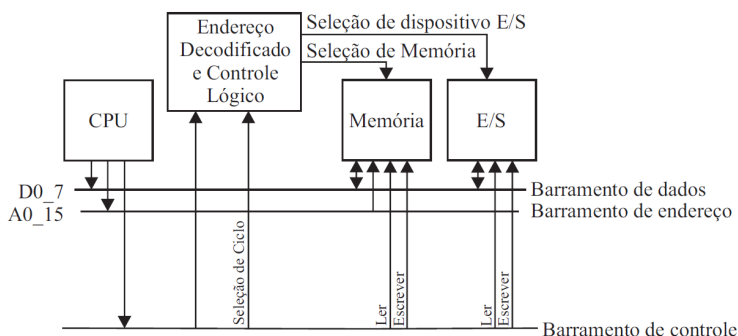 Endereço
Decodificado
e Controle
Lógico
Seleção de dispositivo E/S
Seleção de Memória
CPU
Memória
E/S
D0_7
A0_15
Barramento de dados
Barramento de endereço
Seleção de Ciclo
Ler
Escrever
Ler
Escrever
Barramento de controle